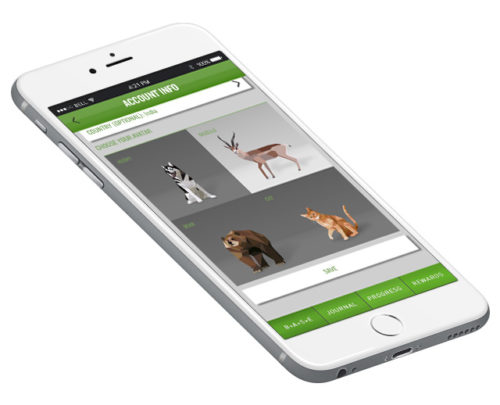 BELL
4:21 PM
100%
ACCOUNT INFO
COUNTRY (OPTIONAL): India
CHOOSE YOUR AVATAR
HUSKY
GAZELLE
BEAR
CAT
SAVE
B•A•S•E
JOURNAL
PROGRESS
REWARDS